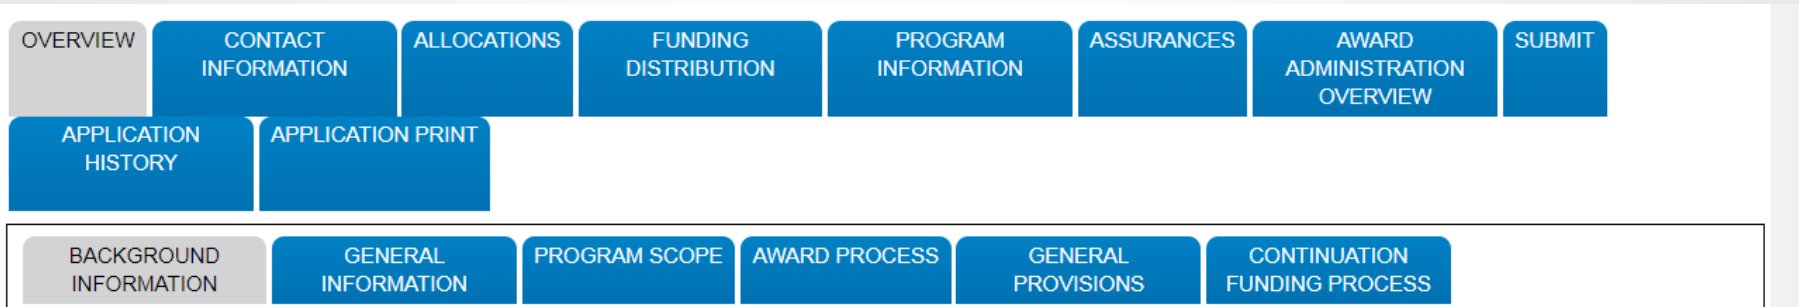 OVERVIEW
CONTACT
INFORMATION
ALLOCATIONS
FUNDING
DISTRIBUTION
PROGRAM
INFORMATION
ASSURANCES
AWARD
ADMINISTRATION
OVERVIEW
SUBMIT
APPLICATION
HISTORY
APPLICATION PRINT
BACKGROUND
INFORMATION
GENERAL
INFORMATION
PROGRAM SCOPE
AWARD PROCESS
GENERAL
PROVISIONS
CONTINUATION
FUNDING PROCESS